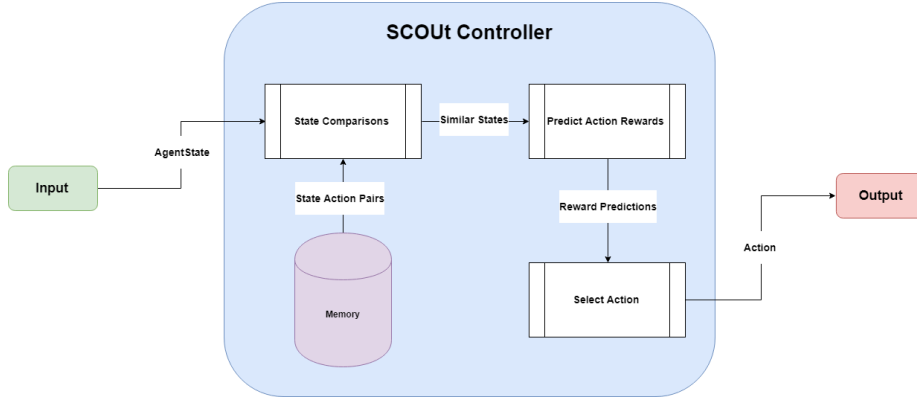 SCOUt Controller
State Comparisons
Similar States
Predict Action Rewards
AgentState
Input
State Action Pairs
Reward Predictions
Output
Action
Memory
Select Action